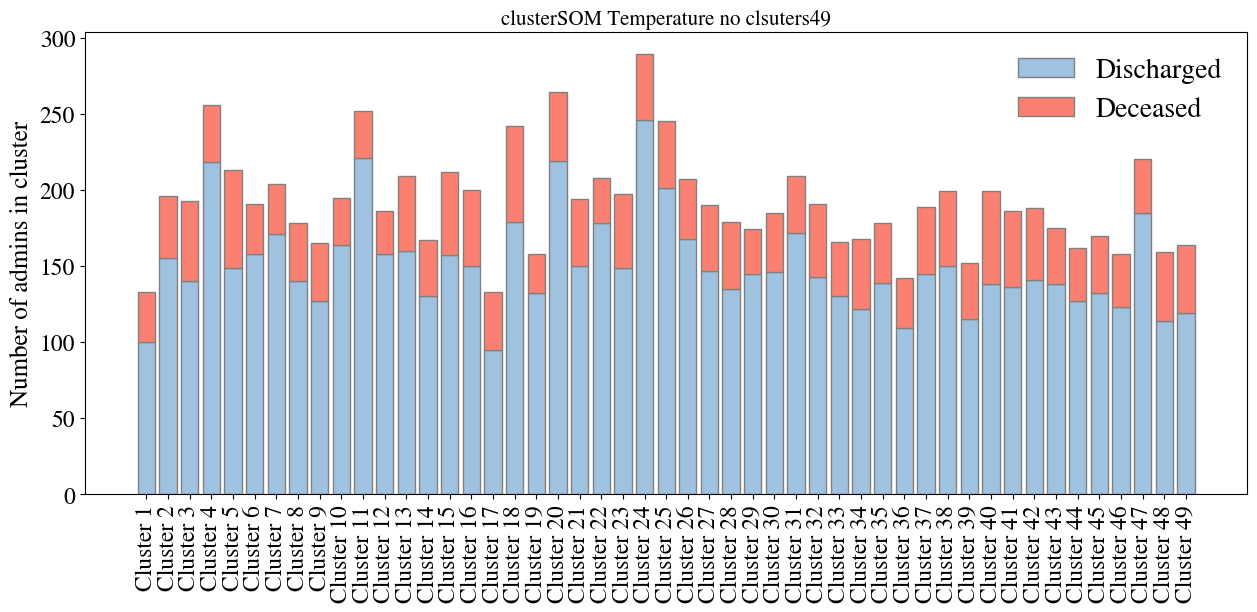 clusterSOM Temperature no clsuters49
300
250
200
150
100
50
0
Number of admins in cluster
Discharged
Deceased
Cluster 1
Cluster 2
Cluster 3
Cluster 4
Cluster 5
Cluster 6
Cluster 7
Cluster 8
Cluster 9
Cluster 10
Cluster 11
Cluster 12
Cluster 13
Cluster 14
Cluster 15
Cluster 16
Cluster 17
Cluster 18
Cluster 19
Cluster 20
Cluster 21
Cluster 22
Cluster 23
Cluster 24
Cluster 25
Cluster 26
Cluster 27
Cluster 28
Cluster 29
Cluster 30
Cluster 31
Cluster 32
Cluster 33
Cluster 34
Cluster 35
Cluster 36
Cluster 37
Cluster 38
Cluster 39
Cluster 40
Cluster 41
Cluster 42
Cluster 43
Cluster 44
Cluster 45
Cluster 46
Cluster 47
Cluster 48
Cluster 49